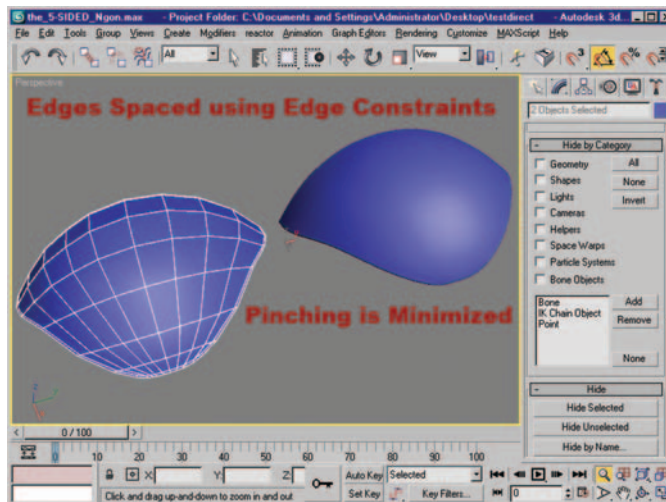 the_5-SIDED_Ngon.max - Project Folder: C:\Documents and Settings\Administrator\Desktop\testdirect - Autodesk 3d...
File Edit Tools Group Views Create Modifiers reactor Animation Graph Editors Rendering Customize MAXScript Help
All View
Perspective
Edges Spaced using Edge Constraints
Pinching is Minimized
2 Objects Selected
- Hide by Category
Geometry All
Shapes None
Lights Invert
Cameras
Helpers
Space Warps
Particle Systems
Bone Objects
Bone Add
IK Chain Object Remove
Point
None
- Hide
Hide Selected
Hide Unselected
Hide by Name...
< 0 / 100 >
0 10 20 30 40 50 60 70 80 90 100
X: Y: Z: Auto Key Selected
Click and drag up-and-down to zoom in and out Set Key Key Filters... 0